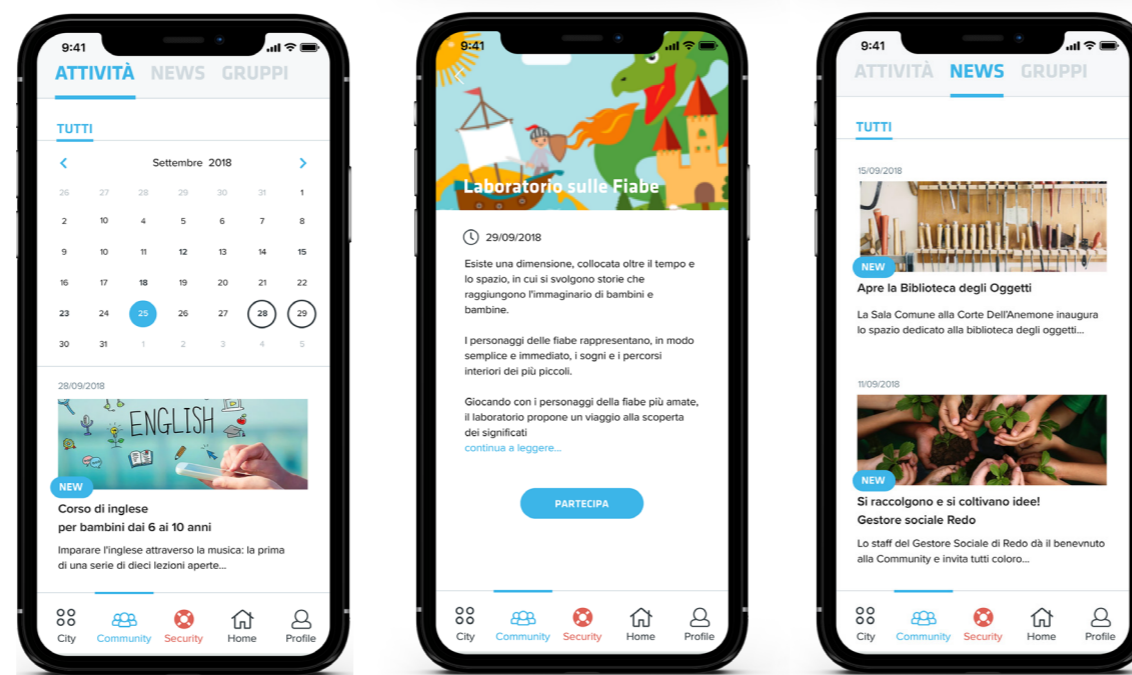 9:41
ATTIVITÀ NEWS GRUPPI
TUTTI
Settembre 2018
26 27 28 29 30 31 1
2 10 4 5 6 7 8
9 10 11 12 13 14 15
16 17 18 19 20 21 22
23 24 25 26 27 28 29
30 31 1 2 3 4 5
28/09/2018
ENGLISH
NEW
Corso di inglese
per bambini dai 6 ai 10 anni
Imparare l'inglese attraverso la musica: la prima
di una serie di dieci lezioni aperte...
City Community Security Home Profile
9:41
Laboratorio sulle Fiabe
29/09/2018
Esiste una dimensione, collocata oltre il tempo e
lo spazio, in cui si svolgono storie che
raggiungono l'immaginario di bambini e
bambine.
I personaggi delle fiabe rappresentano, in modo
semplice e immediato, i sogni e i percorsi
interiori dei più piccoli.
Giocando con i personaggi della fiabe più amate,
il laboratorio propone un viaggio alla scoperta
dei significati
continua a leggere...
PARTECIPA
City Community Security Home Profile
9:41
ATTIVITÀ NEWS GRUPPI
TUTTI
15/09/2018
NEW
Apre la Biblioteca degli Oggetti
La Sala Comune alla Corte Dell'Anemone inaugura
lo spazio dedicato alla biblioteca degli oggetti...
11/09/2018
NEW
Si raccolgono e si coltivano idee!
Gestore sociale Redo
Lo staff del Gestore Sociale di Redo dà il benevnuto
alla Community e invita tutti coloro...
City Community Security Home Profile